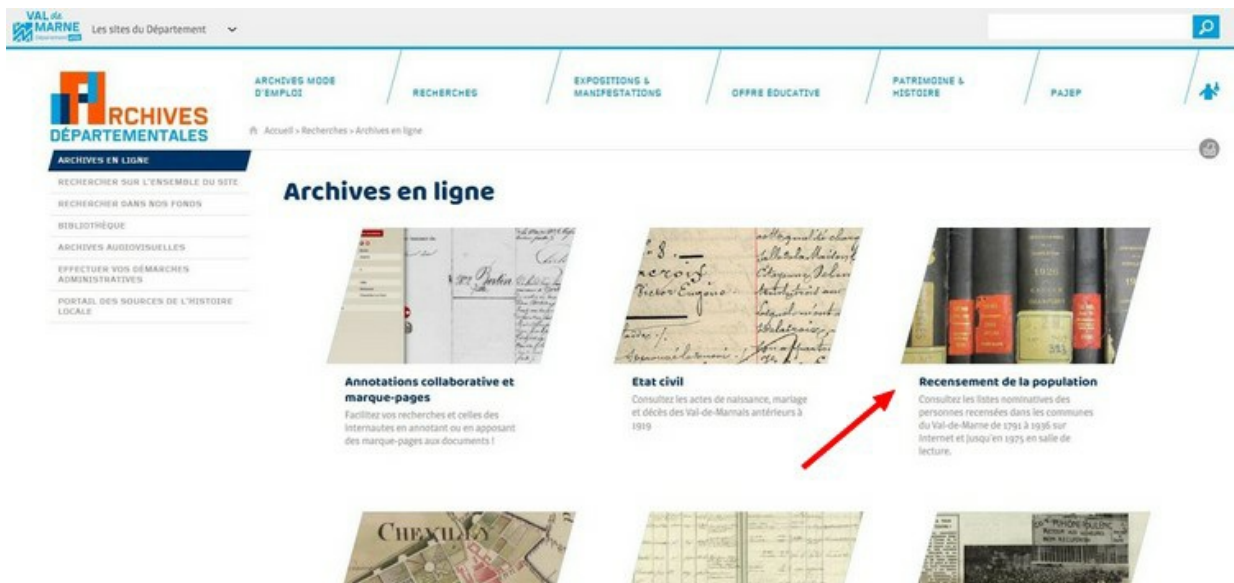 VAL de
MARNE
Les sites du Département
ARCHIVES MODE
D'EMPLOI
RECHERCHES
EXPOSITIONS &
MANIFESTATIONS
OFFRE ÉDUCATIVE
PATRIMOINE &
HISTOIRE
PAJEP
ARCHIVES
DÉPARTEMENTALES
Accueil > Recherches > Archives en ligne
ARCHIVES EN LIGNE
RECHERCHER SUR L'ENSEMBLE DU SITE
RECHERCHER DANS NOS FONDS
BIBLIOTHÈQUE
ARCHIVES AUDIOVISUELLES
EFFECTUER VOS DÉMARCHES
ADMINISTRATIVES
PORTAIL DES SOURCES DE L'HISTOIRE
LOCALE
Archives en ligne
Victor Eugène
1926
Annotations collaborative et
marque-pages
Facilitez vos recherches et celles des
internautes en annotant ou en apposant
des marque-pages aux documents !
Etat civil
Consultez les actes de naissance, mariage
et décès des Val-de-Marnais antérieurs à
1919
Recensement de la population
Consultez les listes nominatives des
personnes recensées dans les communes
du Val-de-Marne de 1791 à 1936 sur
Internet et jusqu'en 1975 en salle de
lecture.
CHEVILLY